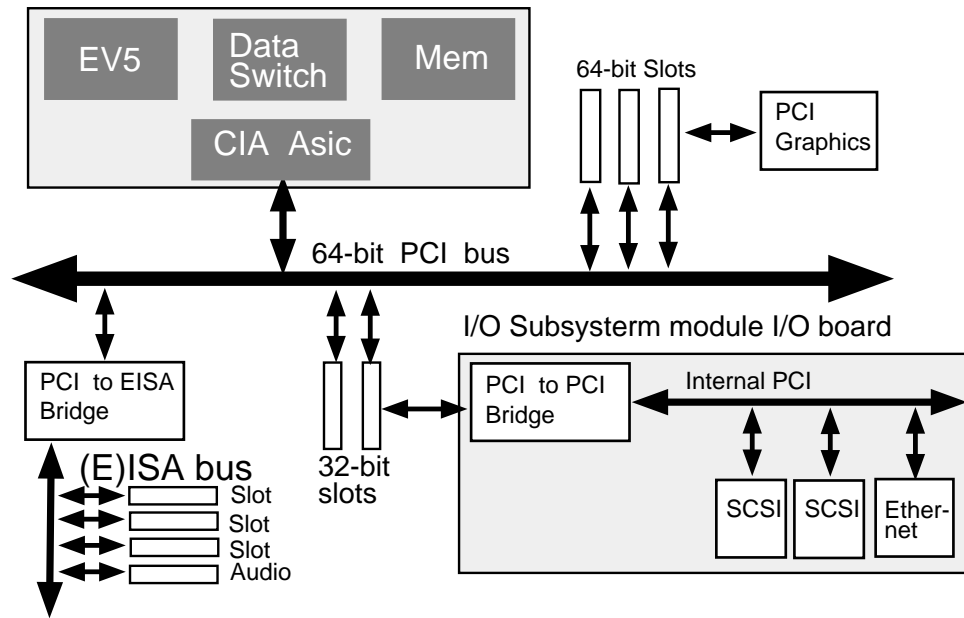 EV5
Data
Switch
Mem
CIA Asic
64-bit Slots
PCI
Graphics
64-bit PCI bus
I/O Subsysterm module I/O board
PCI to EISA
Bridge
PCI to PCI
Bridge
Internal PCI
(E)ISA bus
32-bit
slots
Slot
Slot
Slot
Audio
SCSI
SCSI
Ether-
net